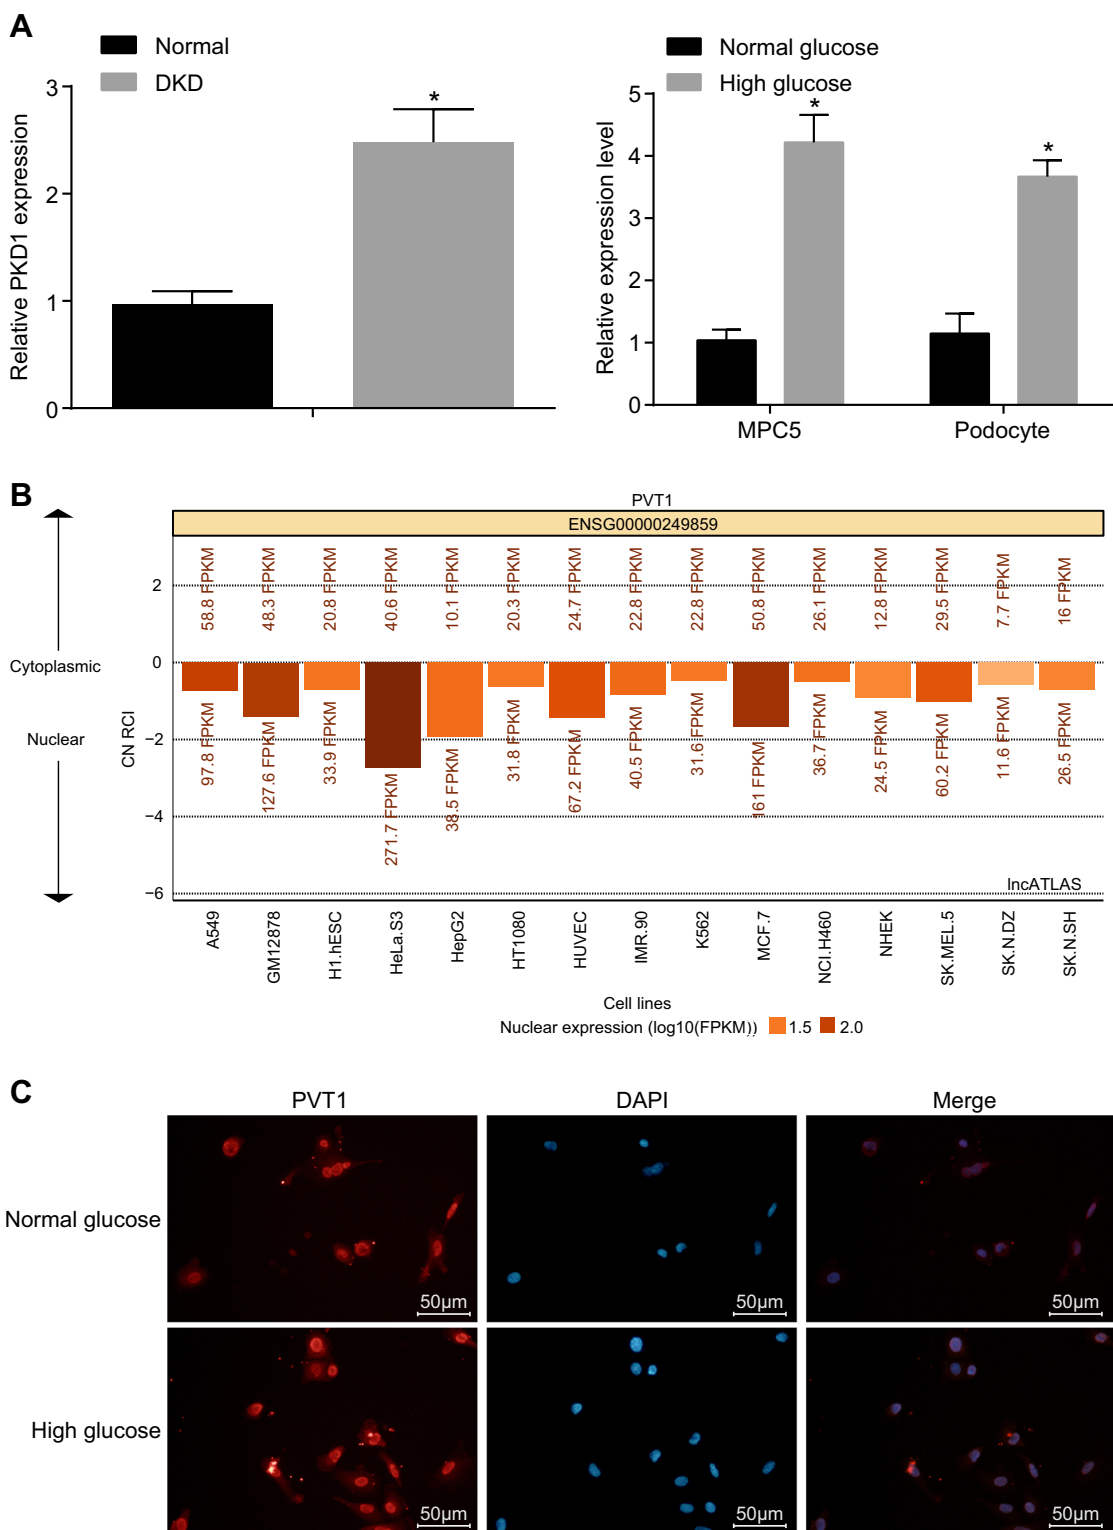 A
Normal
DKD
Relative PKD1 expression
3
2
1
0
*
Normal glucose
High glucose
Relative expression level
5
4
3
2
1
0
*
*
MPC5
Podocyte
B
PVT1
ENSG00000249859
Cytoplasmic
Nuclear
CN RCI
2
0
−2
−4
−6
58.8 FPKM
48.3 FPKM
20.8 FPKM
40.6 FPKM
10.1 FPKM
20.3 FPKM
24.7 FPKM
22.8 FPKM
22.8 FPKM
50.8 FPKM
26.1 FPKM
12.8 FPKM
29.5 FPKM
7.7 FPKM
16 FPKM
97.8 FPKM
127.6 FPKM
33.9 FPKM
271.7 FPKM
38.5 FPKM
31.8 FPKM
67.2 FPKM
40.5 FPKM
31.6 FPKM
161 FPKM
36.7 FPKM
24.5 FPKM
60.2 FPKM
11.6 FPKM
26.5 FPKM
lncATLAS
A549
GM12878
H1.hESC
HeLa.S3
HepG2
HT1080
HUVEC
IMR.90
K562
MCF.7
NCI.H460
NHEK
SK.MEL.5
SK.N.DZ
SK.N.SH
Cell lines
Nuclear expression (log10(FPKM)) 1.5 2.0
C
PVT1 DAPI Merge
Normal glucose
50µm 50µm 50µm
High glucose
50µm 50µm 50µm